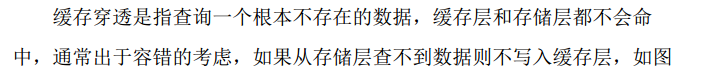 缓存穿透是指查询一个根本不存在的数据，缓存层和存储层都不会命
中，通常出于容错的考虑，如果从存储层查不到数据则不写入缓存层，如图